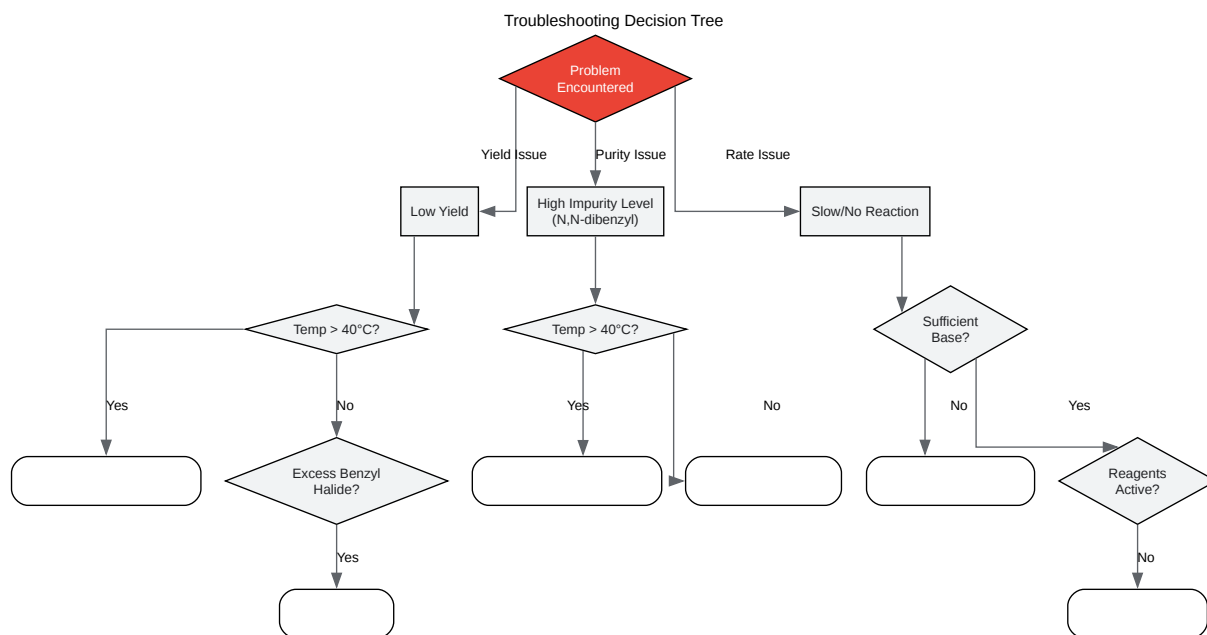 Troubleshooting Decision Tree
Problem
Encountered
Yield Issue
Purity Issue
Rate Issue
Low Yield
High Impurity Level
(N,N-dibenzyl)
Slow/No Reaction
Temp > 40°C?
Temp > 40°C?
Sufficient
Base?
Yes
No
Yes
No
No
Yes
Excess Benzyl
Halide?
Reagents
Active?
Yes
No